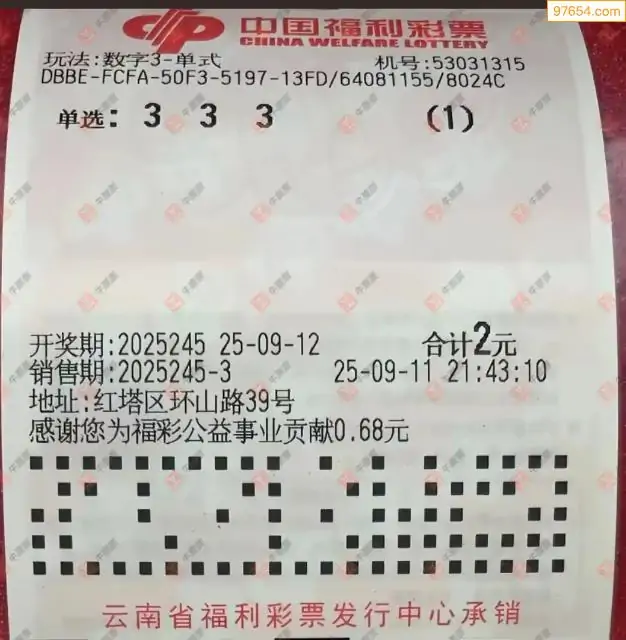 97654.com
中国福利彩票
CHINA WELFARE LOTTERY
玩法:数字3-单式 机号:53031315
DBBE-FCFA-50F3-5197-13FD/64081155/8024C
单选: 3 3 3 (1)
开奖期:2025245 25-09-12 合计2元
销售期:2025245-3 25-09-11 21:43:10
地址:红塔区环山路39号
感谢您为福彩公益事业贡献0.68元
云南省福利彩票发行中心承销